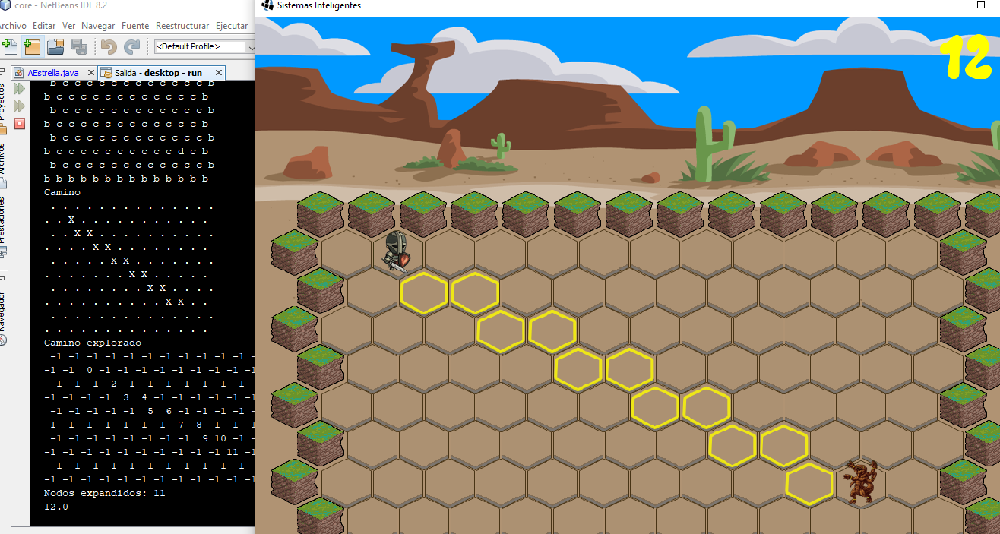 core - NetBeans IDE 8.2
rchivo Editar Ver Navegar Fuente Reestructurar Ejecutar
<Default Profile>
AEstrella.java
Salida - desktop - run
Proyectos
Archivos
Prestaciones
Navegador
b c c c c c c c c c c c c b
b c c c c c c c c c c c c b
b c c c c c c c c c c c c b
b c c c c c c c c c c c c b
b c c c c c c c c c c c c b
b c c c c c c c c c c d c b
b c c c c c c c c c c c c b
b b b b b b b b b b b b b b
Camino
. . . . . . . . . . . . . .
. . X . . . . . . . . . . .
. . X X . . . . . . . . . .
. . . . X X . . . . . . . .
. . . . . X X . . . . . . .
. . . . . . . X X . . . . .
. . . . . . . . X X . . . .
. . . . . . . . . . X X . .
. . . . . . . . . . . . . .
. . . . . . . . . . . . . .
Camino explorado
-1 -1 -1 -1 -1 -1 -1 -1 -1 -1 -1 -
-1 -1 0 -1 -1 -1 -1 -1 -1 -1 -1 -1
-1 -1 1 2 -1 -1 -1 -1 -1 -1 -1 -
-1 -1 -1 -1 3 4 -1 -1 -1 -1 -1 -1
-1 -1 -1 -1 -1 5 6 -1 -1 -1 -1 -
-1 -1 -1 -1 -1 -1 -1 7 8 -1 -1 -1
-1 -1 -1 -1 -1 -1 -1 -1 9 10 -1 -
-1 -1 -1 -1 -1 -1 -1 -1 -1 -1 11 -1
-1 -1 -1 -1 -1 -1 -1 -1 -1 -1 -1 -
-1 -1 -1 -1 -1 -1 -1 -1 -1 -1 -1 -1
Nodos expandidos: 11
12.0
Sistemas Inteligentes
12